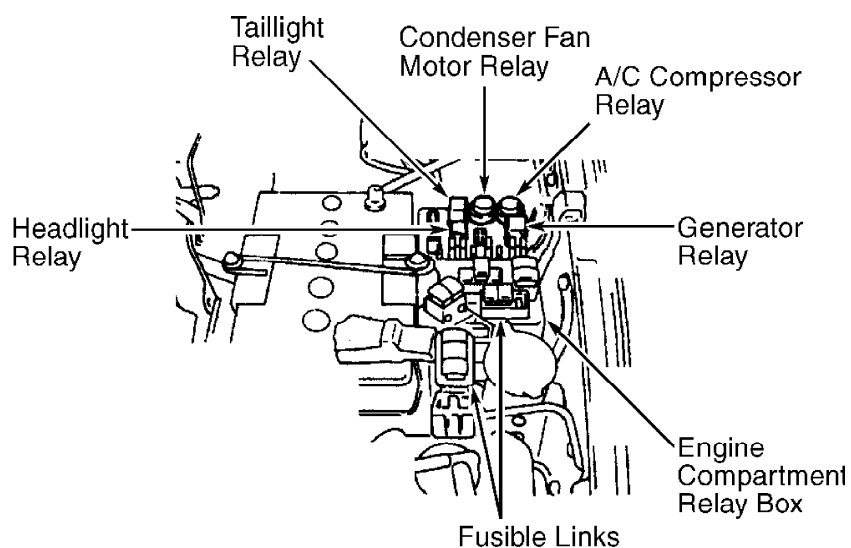 Taillight
Relay
Condenser Fan
Motor Relay
A/C Compressor
Relay
Headlight
Relay
Generator
Relay
Engine
Compartment
Relay Box
Fusible Links